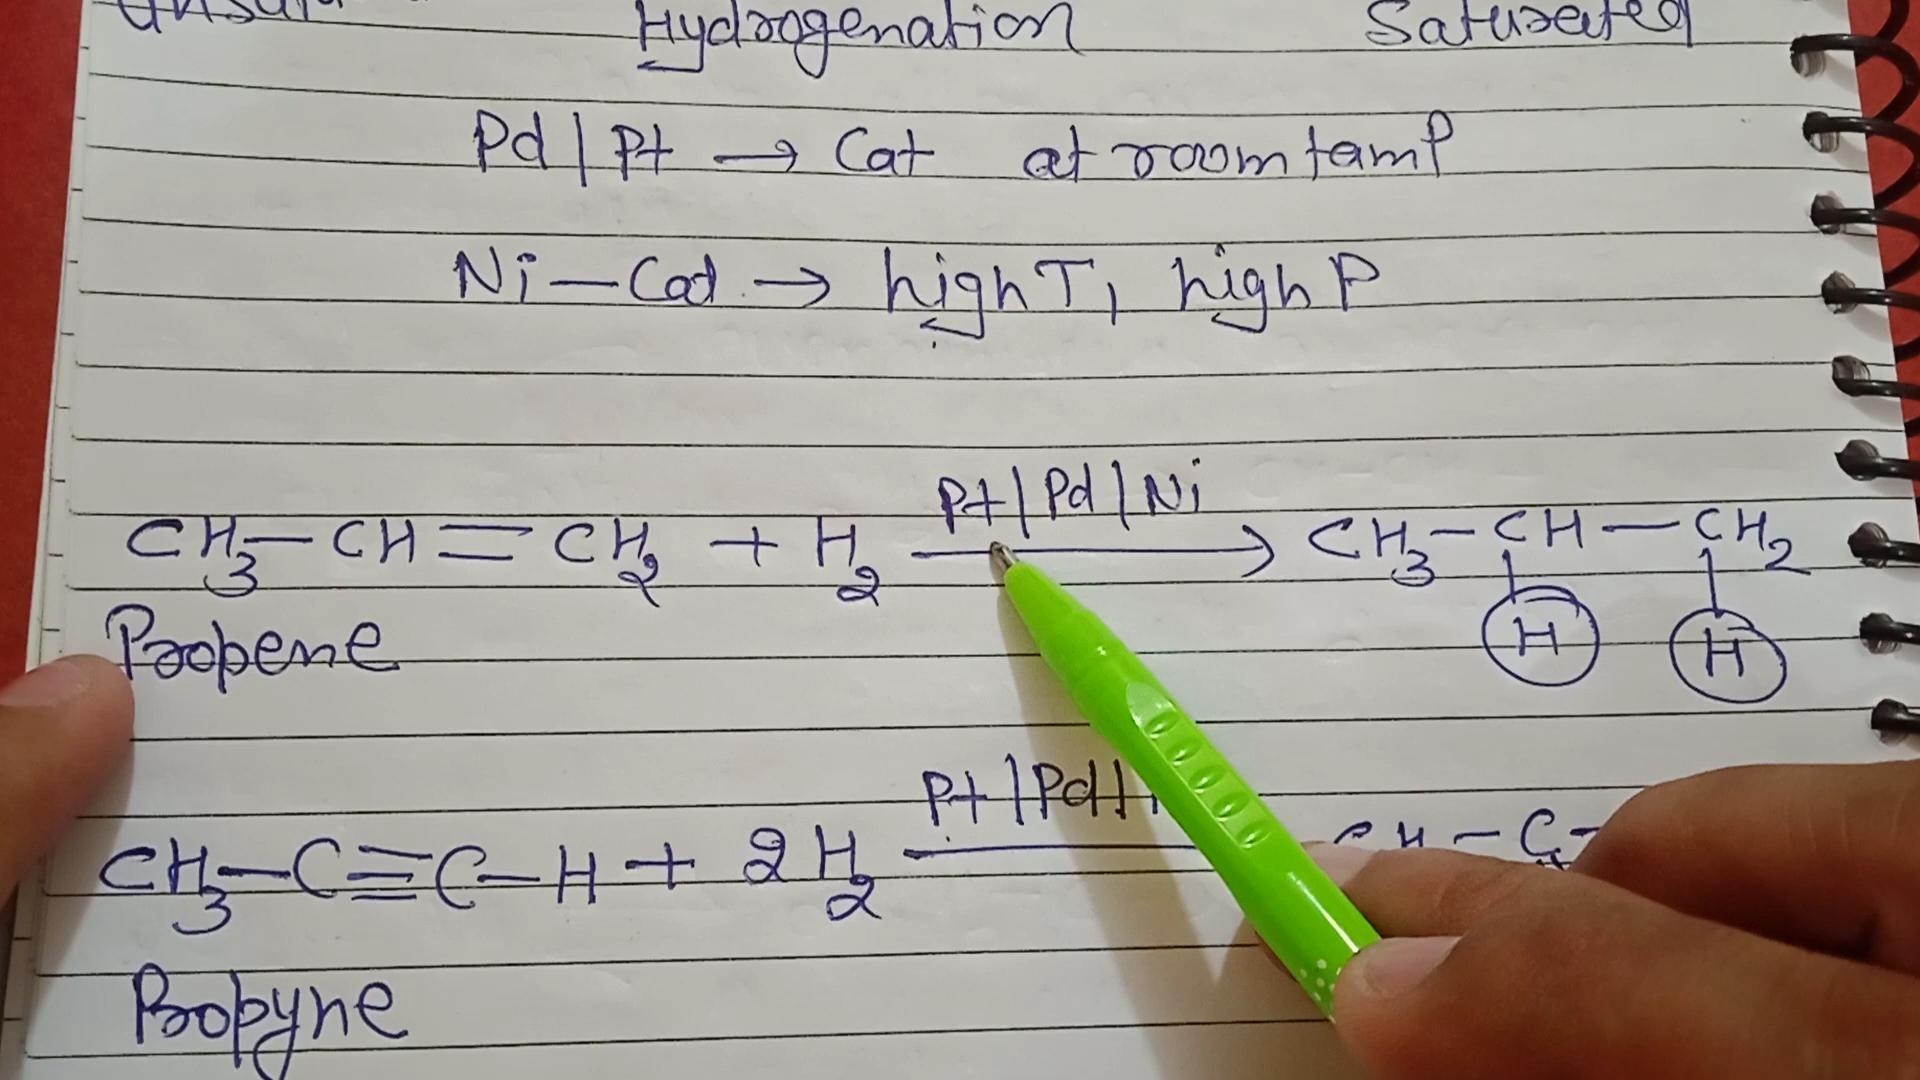 Hydrogenation Saturated
Pd | Pt → Cat at room temp
Ni — Cat → high T, high P
Pt | Pd | Ni
CH3 — CH = CH2 + H2 → CH3 — CH — CH2
H H
Propene
Pt | Pd |
CH3 — C ≡ C — H + 2H2
Propyne